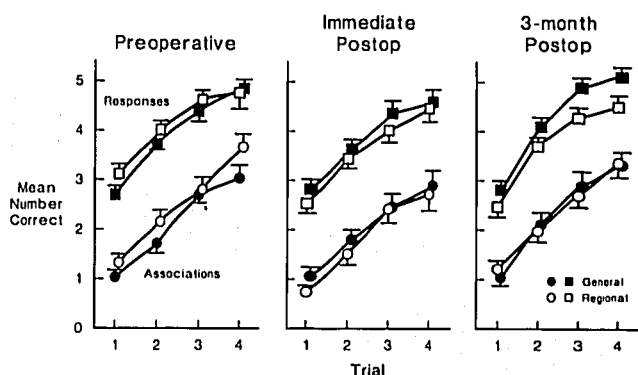 Preoperative
Immediate
Postop
3-month
Postop
5
4
3
2
1
0
Mean
Number
Correct
Responses
Associations
General
Regional
1 2 3 4
1 2 3 4
1 2 3 4
Trial